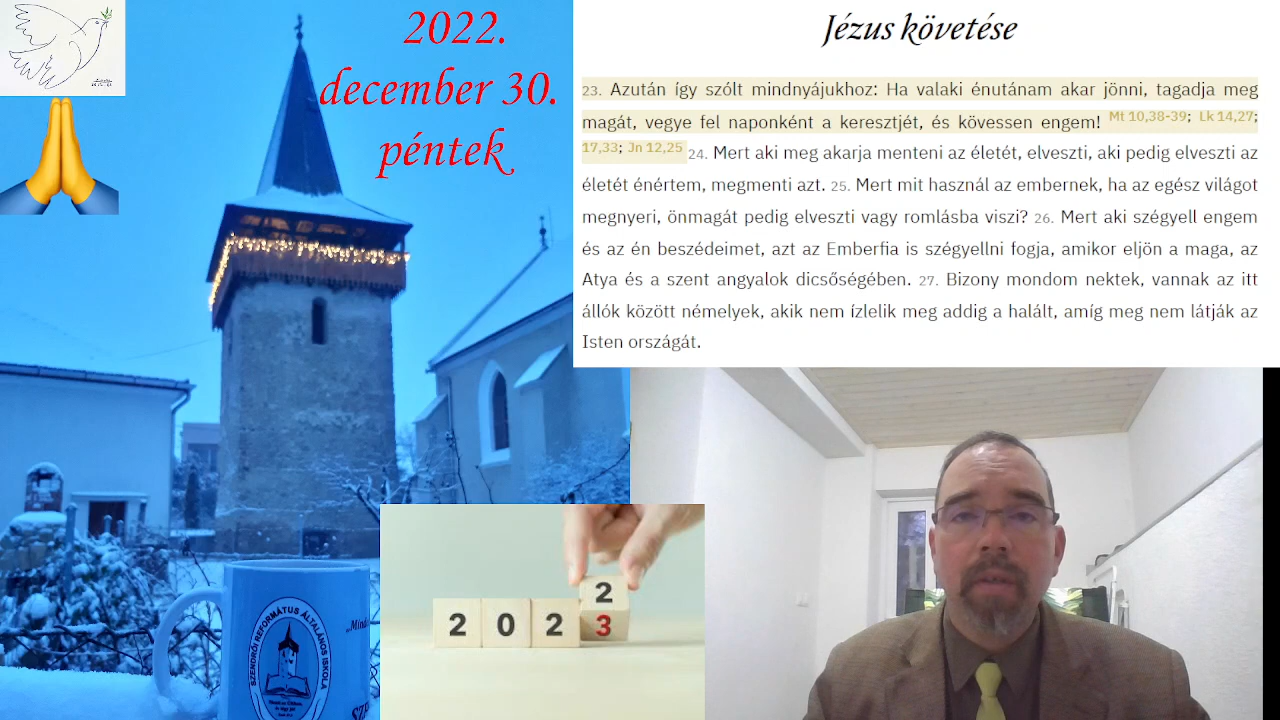 2022.
december 30.
péntek
Jézus követése
23. Azután így szólt mindnyájukhoz: Ha valaki énutánam akar jönni, tagadja meg
magát, vegye fel naponként a keresztjét, és kövessen engem! Mt 10,38-39; Lk 14,27;
17,33; Jn 12,25 24. Mert aki meg akarja menteni az életét, elveszti, aki pedig elveszti az
életét énértem, megmenti azt. 25. Mert mit használ az embernek, ha az egész világot
megnyeri, önmagát pedig elveszti vagy romlásba viszi? 26. Mert aki szégyell engem
és az én beszédeimet, azt az Emberfia is szégyellni fogja, amikor eljön a maga, az
Atya és a szent angyalok dicsőségében. 27. Bizony mondom nektek, vannak az itt
állók között némelyek, akik nem ízlelik meg addig a halált, amíg meg nem látják az
Isten országát.
2
2 0 2 3
SZENDRŐI REFORMÁTUS ÁLTALÁNOS ISKOLA
„Mind